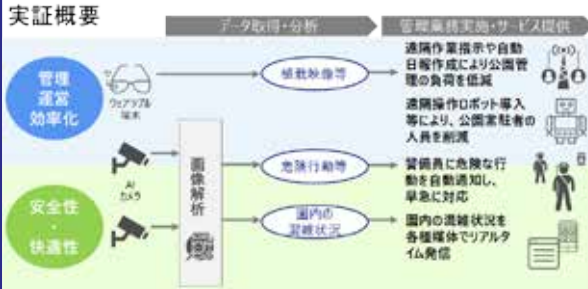 実証概要
データ取得・分析
管理業務実施・サービス提供
管理
運営
効率化
ウェアラブル
端末
植栽映像等
遠隔作業指示や自動
日報作成により公園管
理の負荷を低減
遠隔操作ロボット導入
等により、公園常駐者の
人員を削減
AI
カメラ
画像解析
危険行動等
警備員に危険な行
動を自動通知し、
早急に対応
安全性
・
快適性
園内の
混雑状況
園内の混雑状況を
各種媒体でリアルタ
イム発信